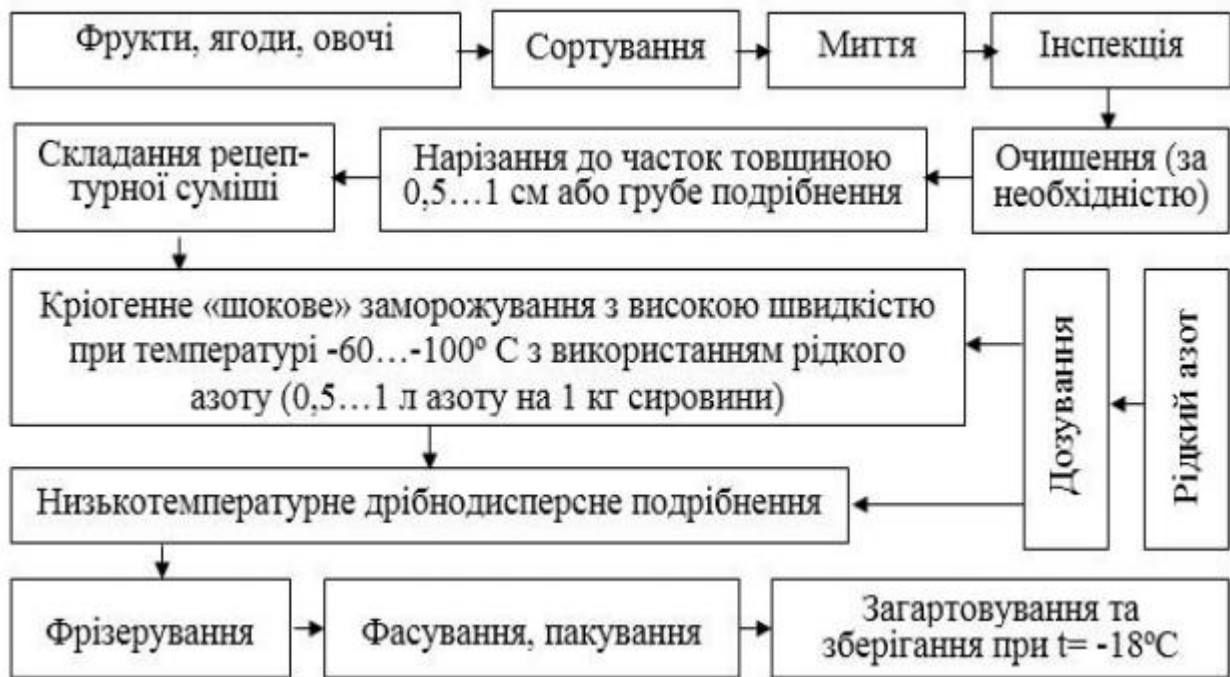 Фрукти, ягоди, овочі
Сортування
Миття
Інспекція
Складання рецеп-
турної суміші
Нарізання до часток товщиною
0,5…1 см або грубе подрібнення
Очищення (за
необхідністю)
Кріогенне «шокове» заморожування з високою швидкістю
при температурі -60…-100º С з використанням рідкого
азоту (0,5…1 л азоту на 1 кг сировини)
Дозування
Рідкий азот
Низькотемпературне дрібнодисперсне подрібнення
Фрізерування
Фасування, пакування
Загартовування та
зберігання при t= -18ºС